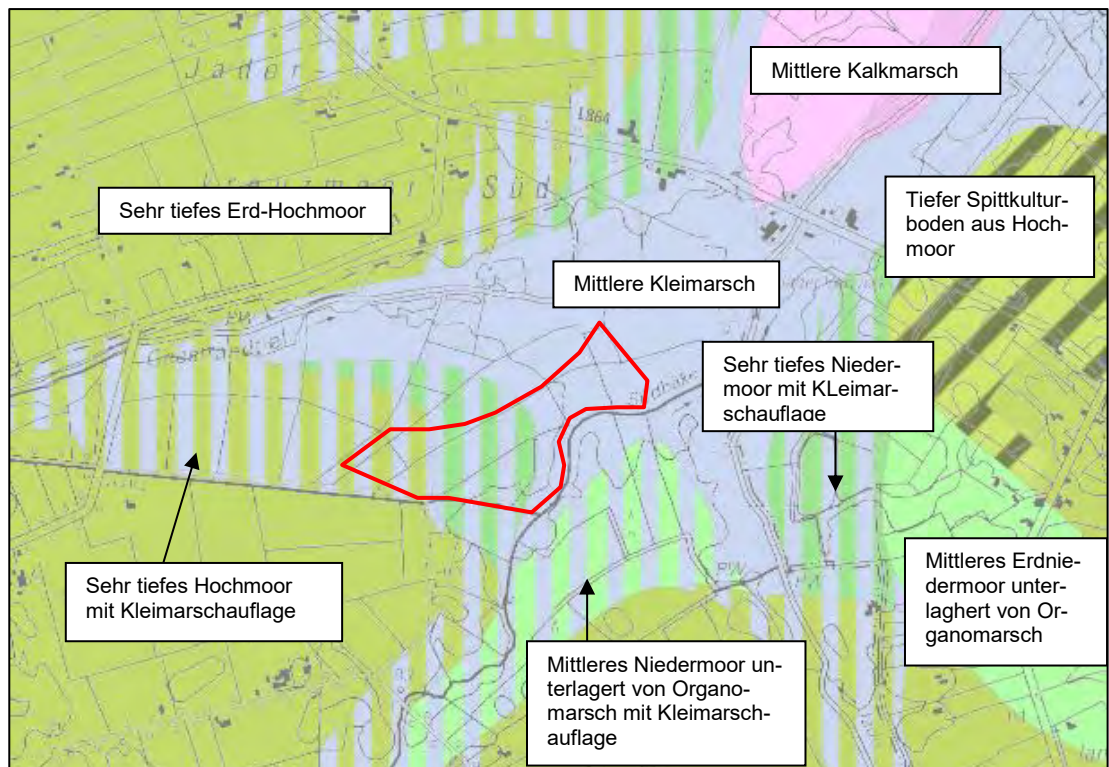 Mittlere Kalkmarsch
Jader-
L864
Süd
Sehr tiefes Erd-Hochmoor
Tiefer Spittkultur-
boden aus Hoch-
moor
Mittlere Kleimarsch
Sehr tiefes Nieder-
moor mit KLeimar-
schauflage
Sehr tiefes Hochmoor
mit Kleimarschauflage
Mittleres Erdnie-
dermoor unter-
laghert von Or-
ganomarsch
PW
Mittleres Niedermoor un-
terlagert von Organo-
marsch mit Kleimarsch-
auflage